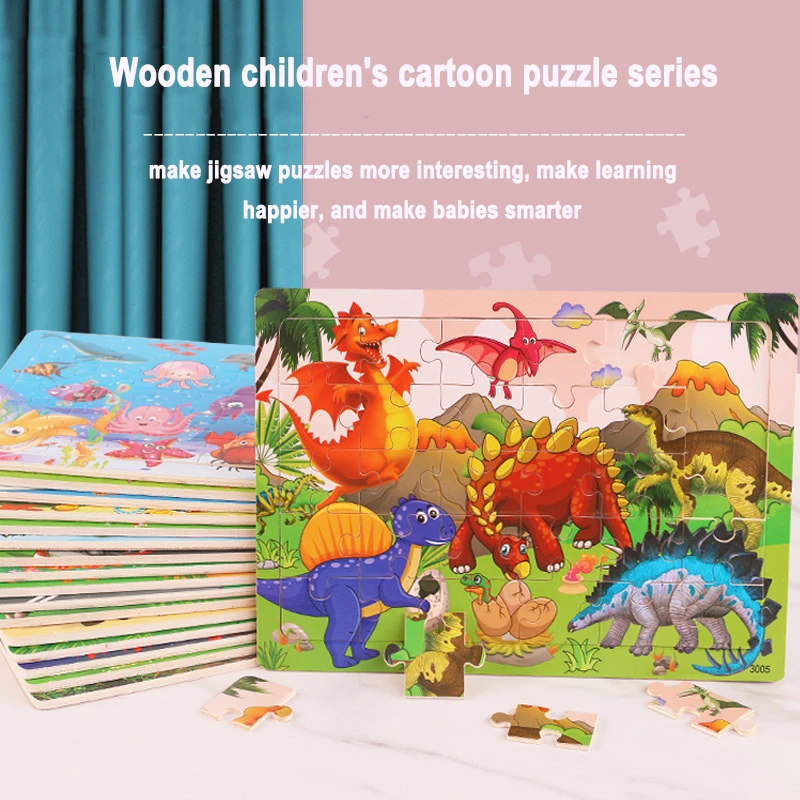 Wooden children's cartoon puzzle series
make jigsaw puzzles more interesting, make learning
happier, and make babies smarter
3005